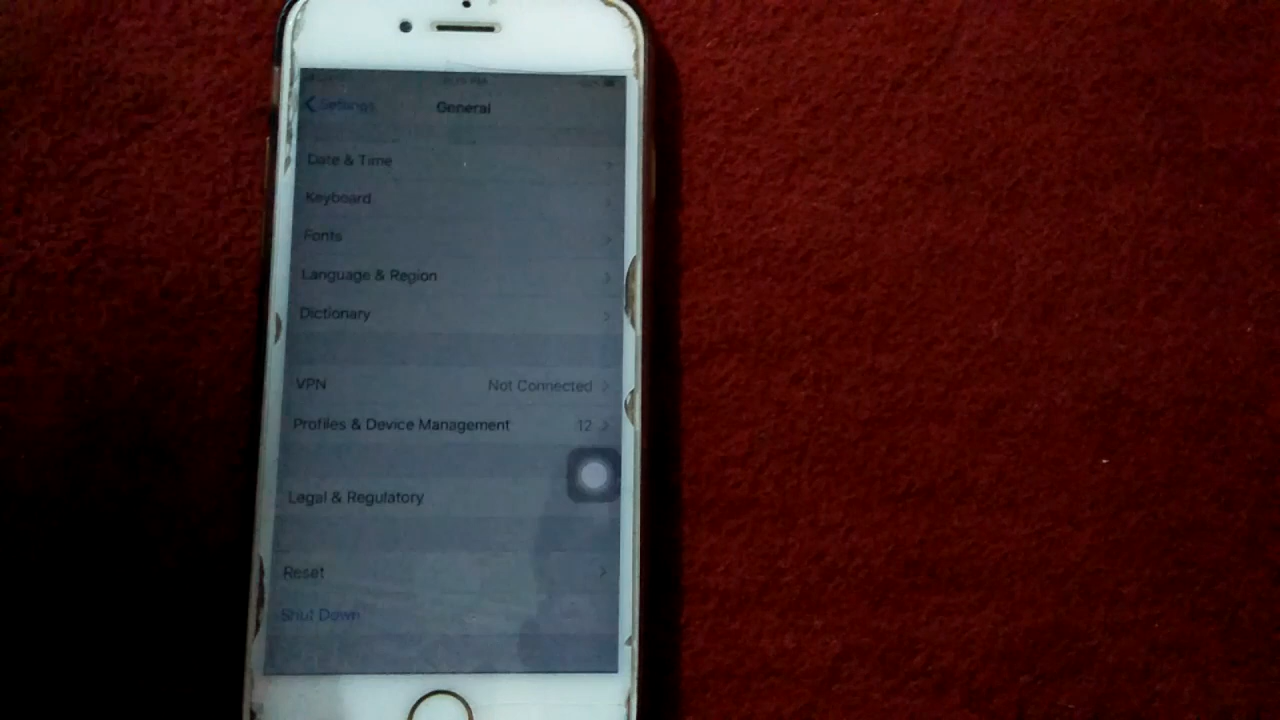 Settings
General
Date & Time
Keyboard
Fonts
Language & Region
Dictionary
VPN Not Connected
Profiles & Device Management 12
Legal & Regulatory
Reset
Shut Down